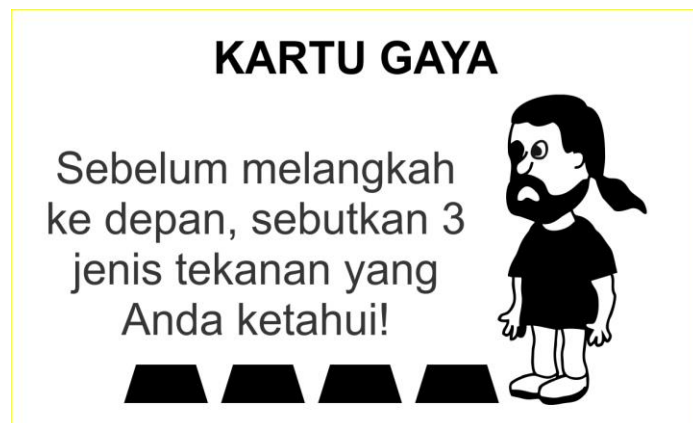 KARTU GAYA
Sebelum melangkah
ke depan, sebutkan 3
jenis tekanan yang
Anda ketahui!